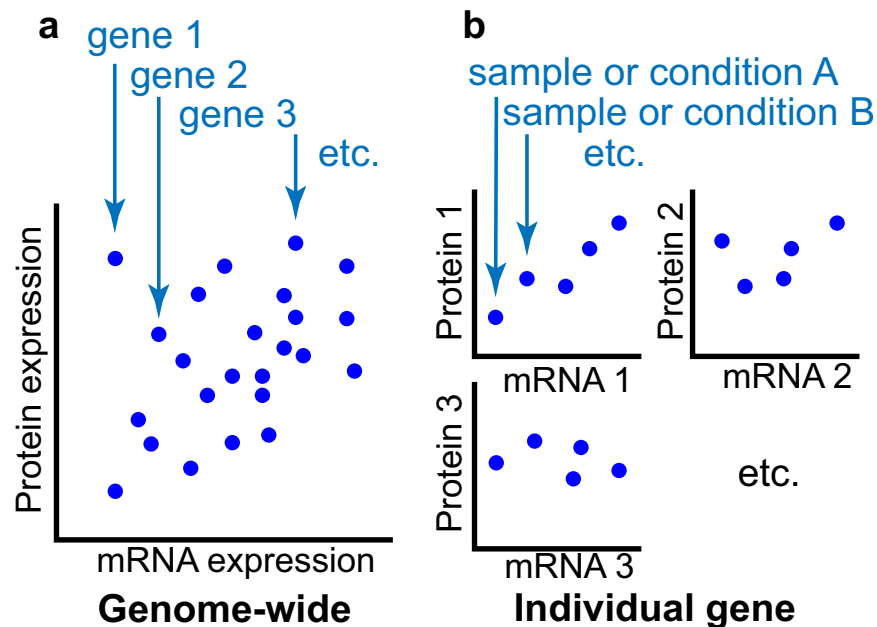 a
gene 1
gene 2
gene 3
etc.
Protein expression
mRNA expression
Genome-wide
b
sample or condition A
sample or condition B
etc.
Protein 1
mRNA 1
Protein 2
mRNA 2
Protein 3
mRNA 3
etc.
Individual gene